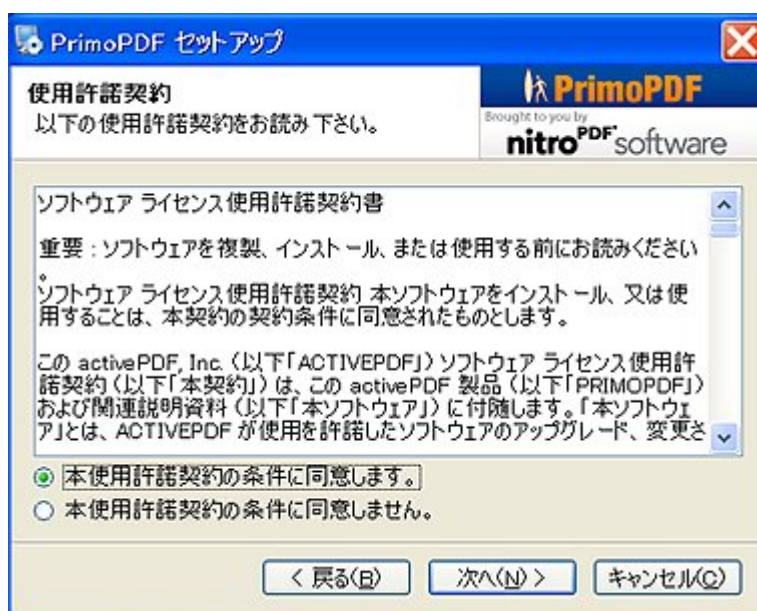 PrimoPDF セットアップ
使用許諾契約
以下の使用許諾契約をお読み下さい。
PrimoPDF
Brought to you by
nitroPDF software
ソフトウェア ライセンス使用許諾契約書
重要 : ソフトウェアを複製、インストール、または使用する前にお読みください
。
ソフトウェア ライセンス使用許諾契約 本ソフトウェアをインストール、又は使
用することは、本契約の契約条件に同意されたものとします。
この activePDF, Inc. (以下「ACTIVEPDF」) ソフトウェア ライセンス使用許
諾契約 (以下「本契約」) は、この activePDF 製品 (以下「PRIMOPDF」)
および関連説明資料 (以下「本ソフトウェア」) に付随します。「本ソフトウェ
ア」とは、ACTIVEPDF が使用を許諾したソフトウェアのアップグレード、変更さ
本使用許諾契約の条件に同意します。
本使用許諾契約の条件に同意しません。
< 戻る(B)
次へ(N) >
キャンセル(C)